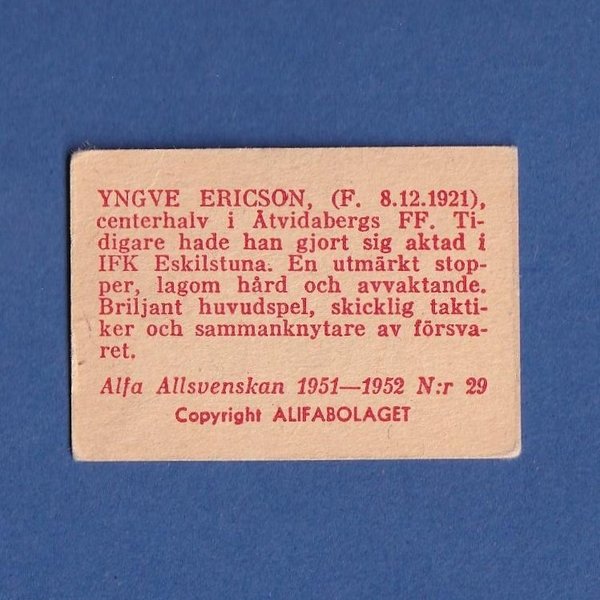 YNGVE ERICSON, (F. 8.12.1921),
centerhalv i Åtvidabergs FF. Ti-
digare hade han gjort sig aktad i
IFK Eskilstuna. En utmärkt stop-
per, lagom hård och avvaktande.
Briljant huvudspel, skicklig takti-
ker och sammanknytare av försva-
ret.
Alfa Allsvenskan 1951—1952 N:r 29
Copyright ALIFABOLAGET